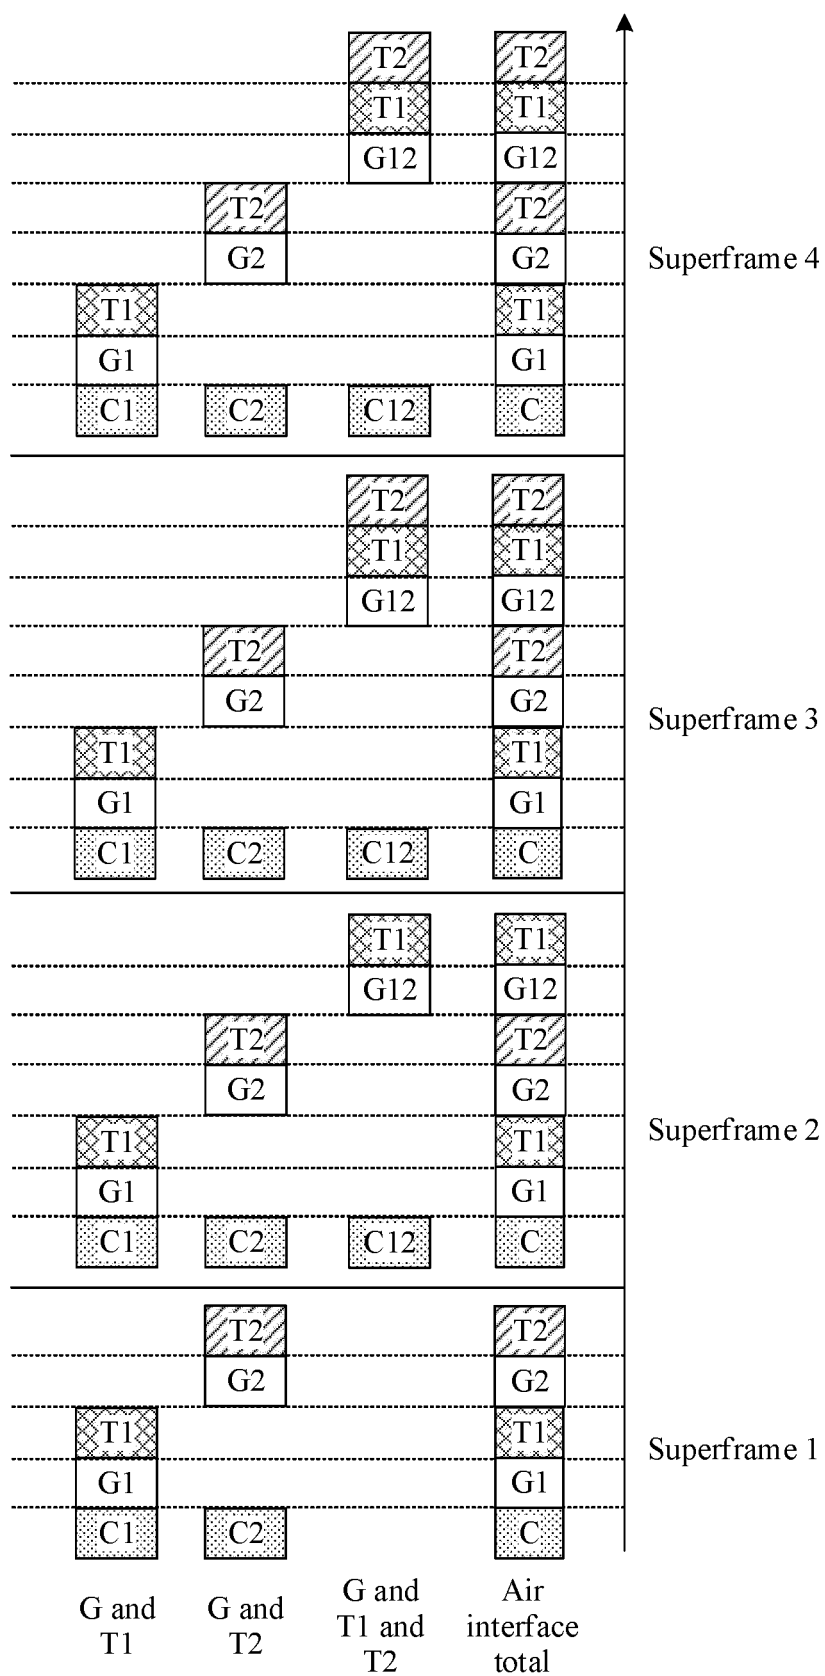 T2 T2
T1 T1
G12 G12
T2 T2
G2 G2
Superframe 4
T1 T1
G1 G1
C1 C2 C12 C
T2 T2
T1 T1
G12 G12
T2 T2
G2 G2
Superframe 3
T1 T1
G1 G1
C1 C2 C12 C
T1 T1
G12 G12
T2 T2
G2 G2
Superframe 2
T1 T1
G1 G1
C1 C2 C12 C
T2 T2
G2 G2
T1 T1
Superframe 1
G1 G1
C1 C2 C
G and
T1
G and
T2
G and
T1 and
T2
Air
interface
total